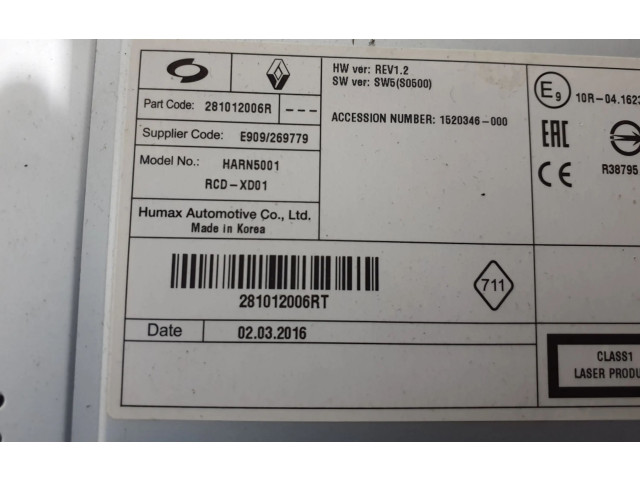 Part Code: 281012006R ---
Supplier Code: E909/269779
Model No.: HARN5001
RCD-XD01
Humax Automotive Co., Ltd.
Made in Korea
HW ver: REV1.2
SW ver: SW5(S0500)
ACCESSION NUMBER: 1520346-000
E9 10R-04.1623
EAC
CE
R38795
281012006RT
711
Date 02.03.2016
CLASS1
LASER PRODU